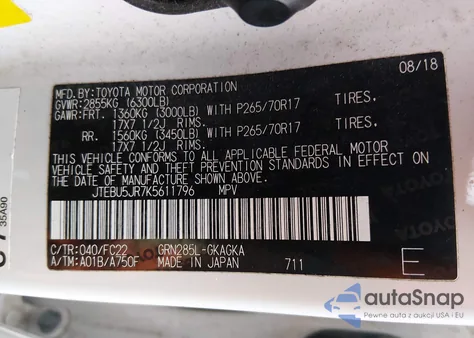 MFD.BY:TOYOTA MOTOR CORPORATION 08/18
GVWR:2855KG (6300LB)
GAWR:FRT. 1360KG (3000LB) WITH P265/70R17 TIRES.
17X7 1/2J RIMS.
RR. 1560KG (3450LB) WITH P265/70R17 TIRES.
17X7 1/2J RIMS.
THIS VEHICLE CONFORMS TO ALL APPLICABLE FEDERAL
MOTOR VEHICLE SAFETY, BUMPER, AND
THEFT PREVENTION STANDARDS IN EFFECT
ON THE DATE OF MANUFACTURE SHOWN ABOVE.
JTEBU5JR7K5611796 MPV
C/TR:040/FC22 GRN285L-GKAGKA
A/TM:A01B/A750F MADE IN JAPAN 711 E
35A90
TOYOTA
autaSnap
Pewne auta z aukcji USA i EU